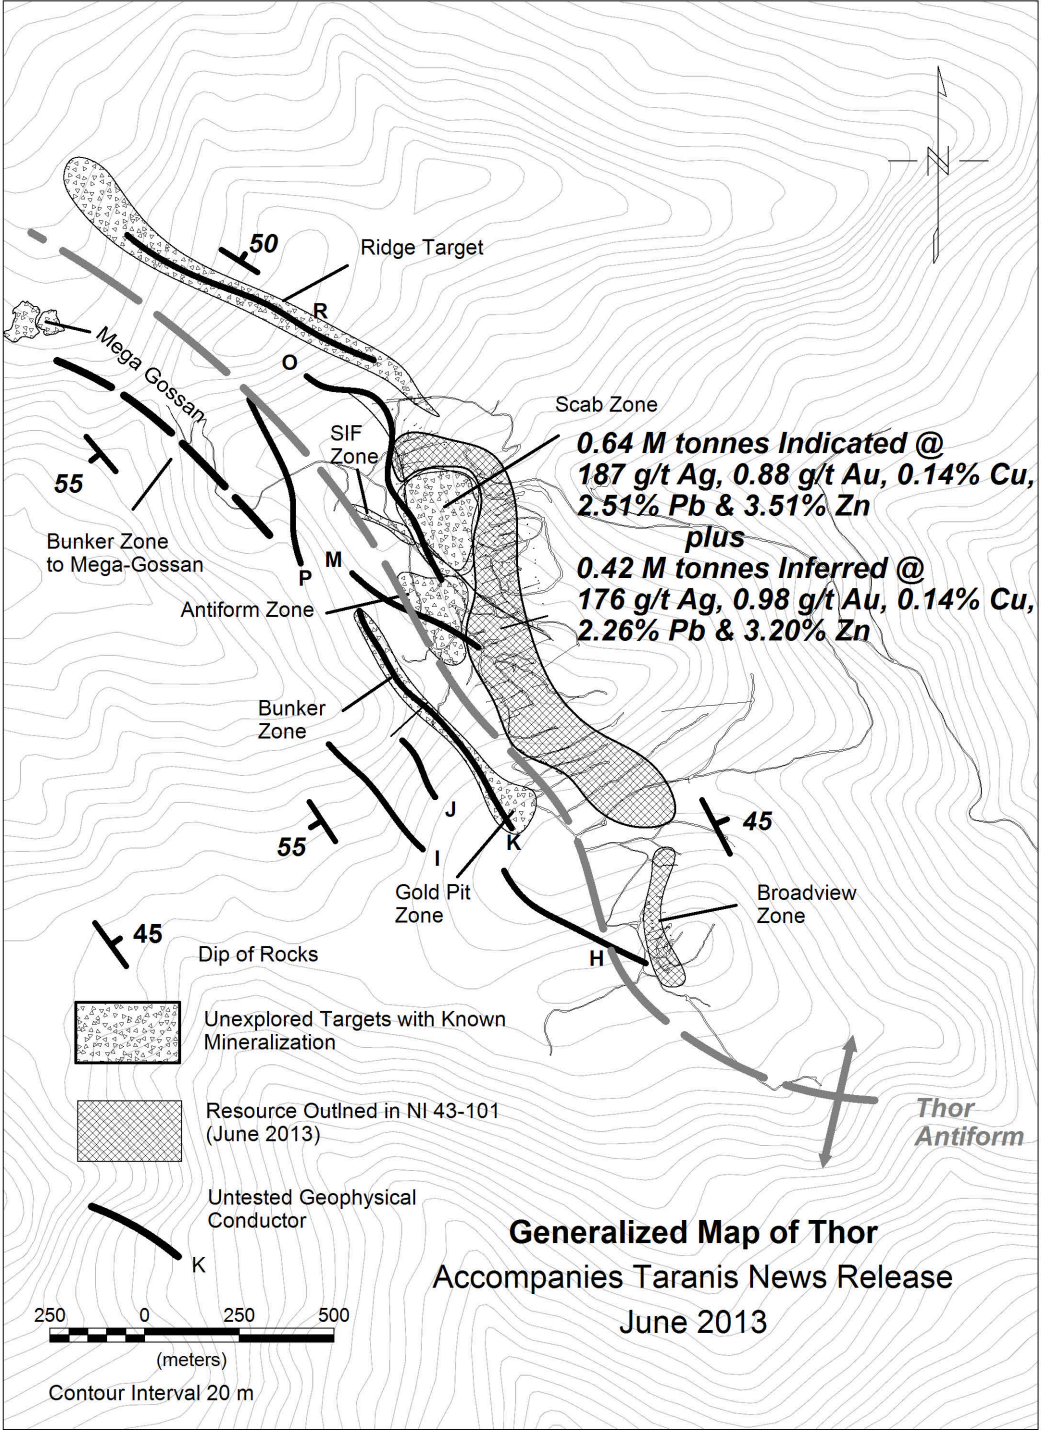 N
50
Ridge Target
R
Mega Gossan
O
Scab Zone
SIF
Zone
0.64 M tonnes Indicated @
187 g/t Ag, 0.88 g/t Au, 0.14% Cu,
2.51% Pb & 3.51% Zn
plus
0.42 M tonnes Inferred @
176 g/t Ag, 0.98 g/t Au, 0.14% Cu,
2.26% Pb & 3.20% Zn
55
Bunker Zone
to Mega-Gossan
P
M
Antiform Zone
Bunker
Zone
J
I
K
55
45
Gold Pit
Zone
Broadview
Zone
H
45
Dip of Rocks
Unexplored Targets with Known
Mineralization
Resource Outlned in NI 43-101
(June 2013)
Untested Geophysical
Conductor
K
Thor
Antiform
Generalized Map of Thor
Accompanies Taranis News Release
June 2013
250 0 250 500
(meters)
Contour Interval 20 m